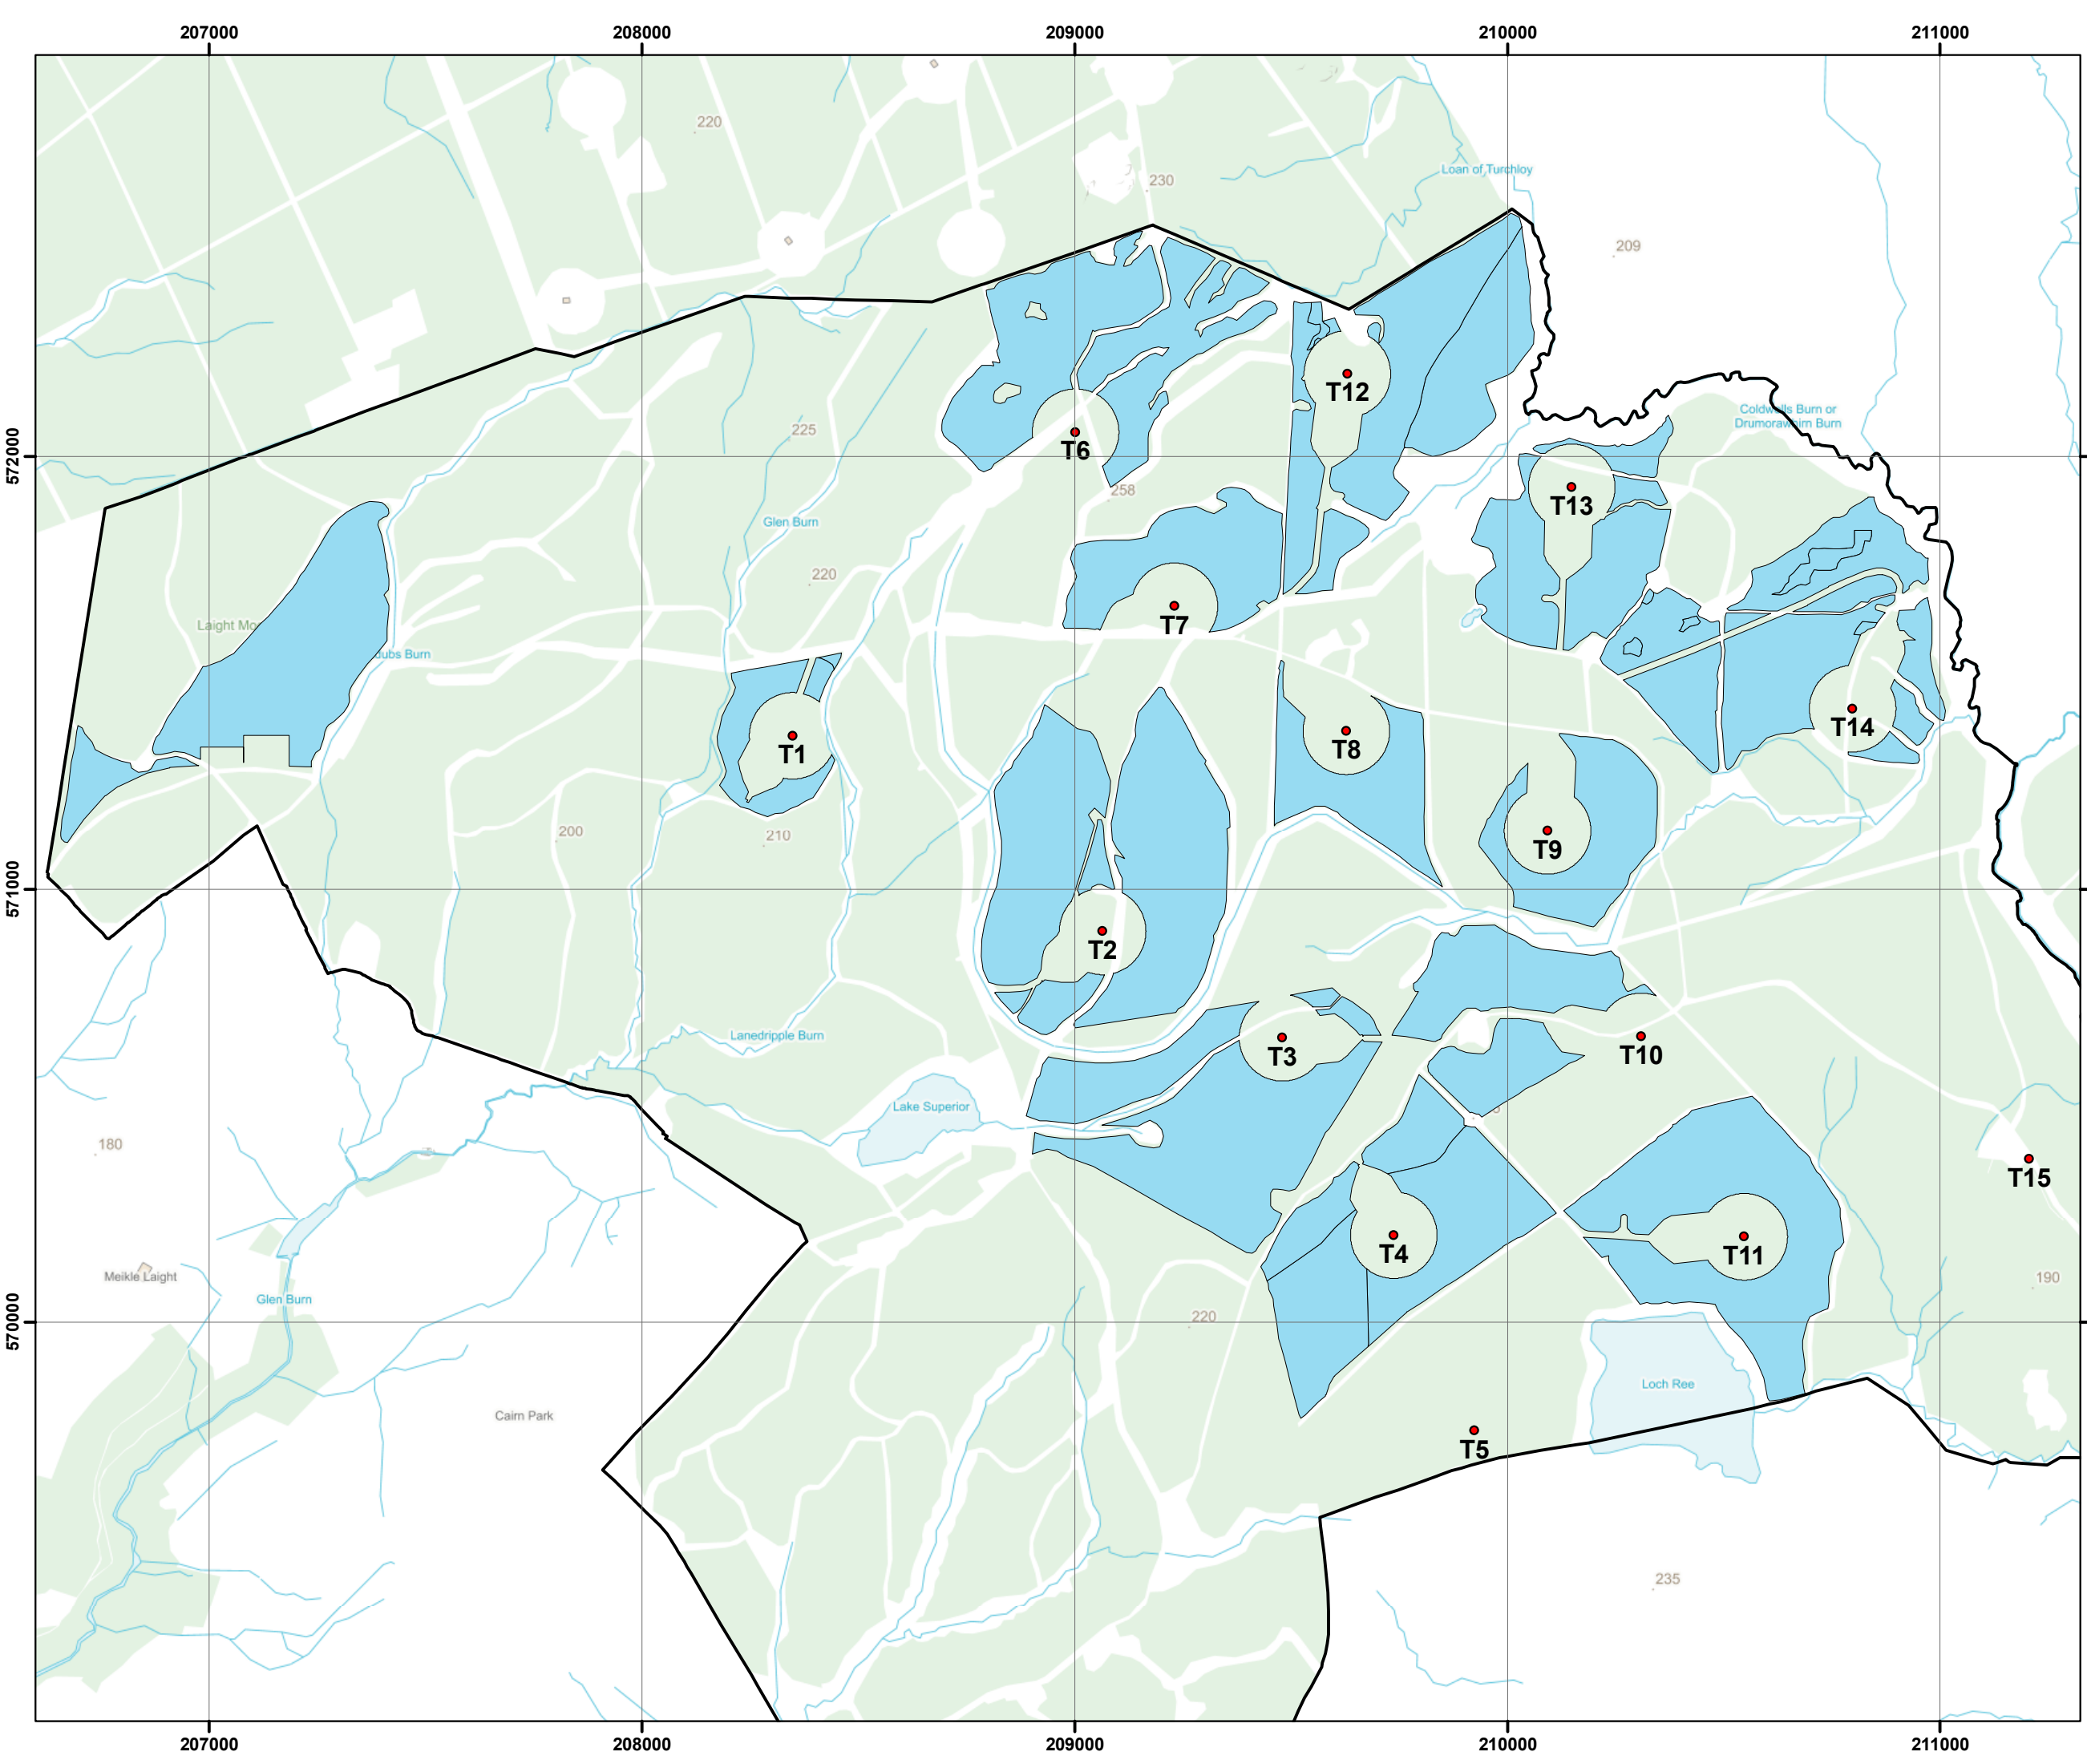 207000
208000
209000
210000
211000
220
Loan of Turchloy
230
209
T12
Coldwells Burn or
Drumorawhirn Burn
225
T6
572000
258
T13
Glen Burn
220
T7
Laight Mo
ubs Burn
T1
T8
T14
200
210
T9
571000
T2
Lanedripple Burn
T3
T10
Lake Superior
180
T15
T4
T11
Meikle Laight
190
Glen Burn
220
570000
Loch Ree
Cairn Park
T5
235
207000
208000
209000
210000
211000